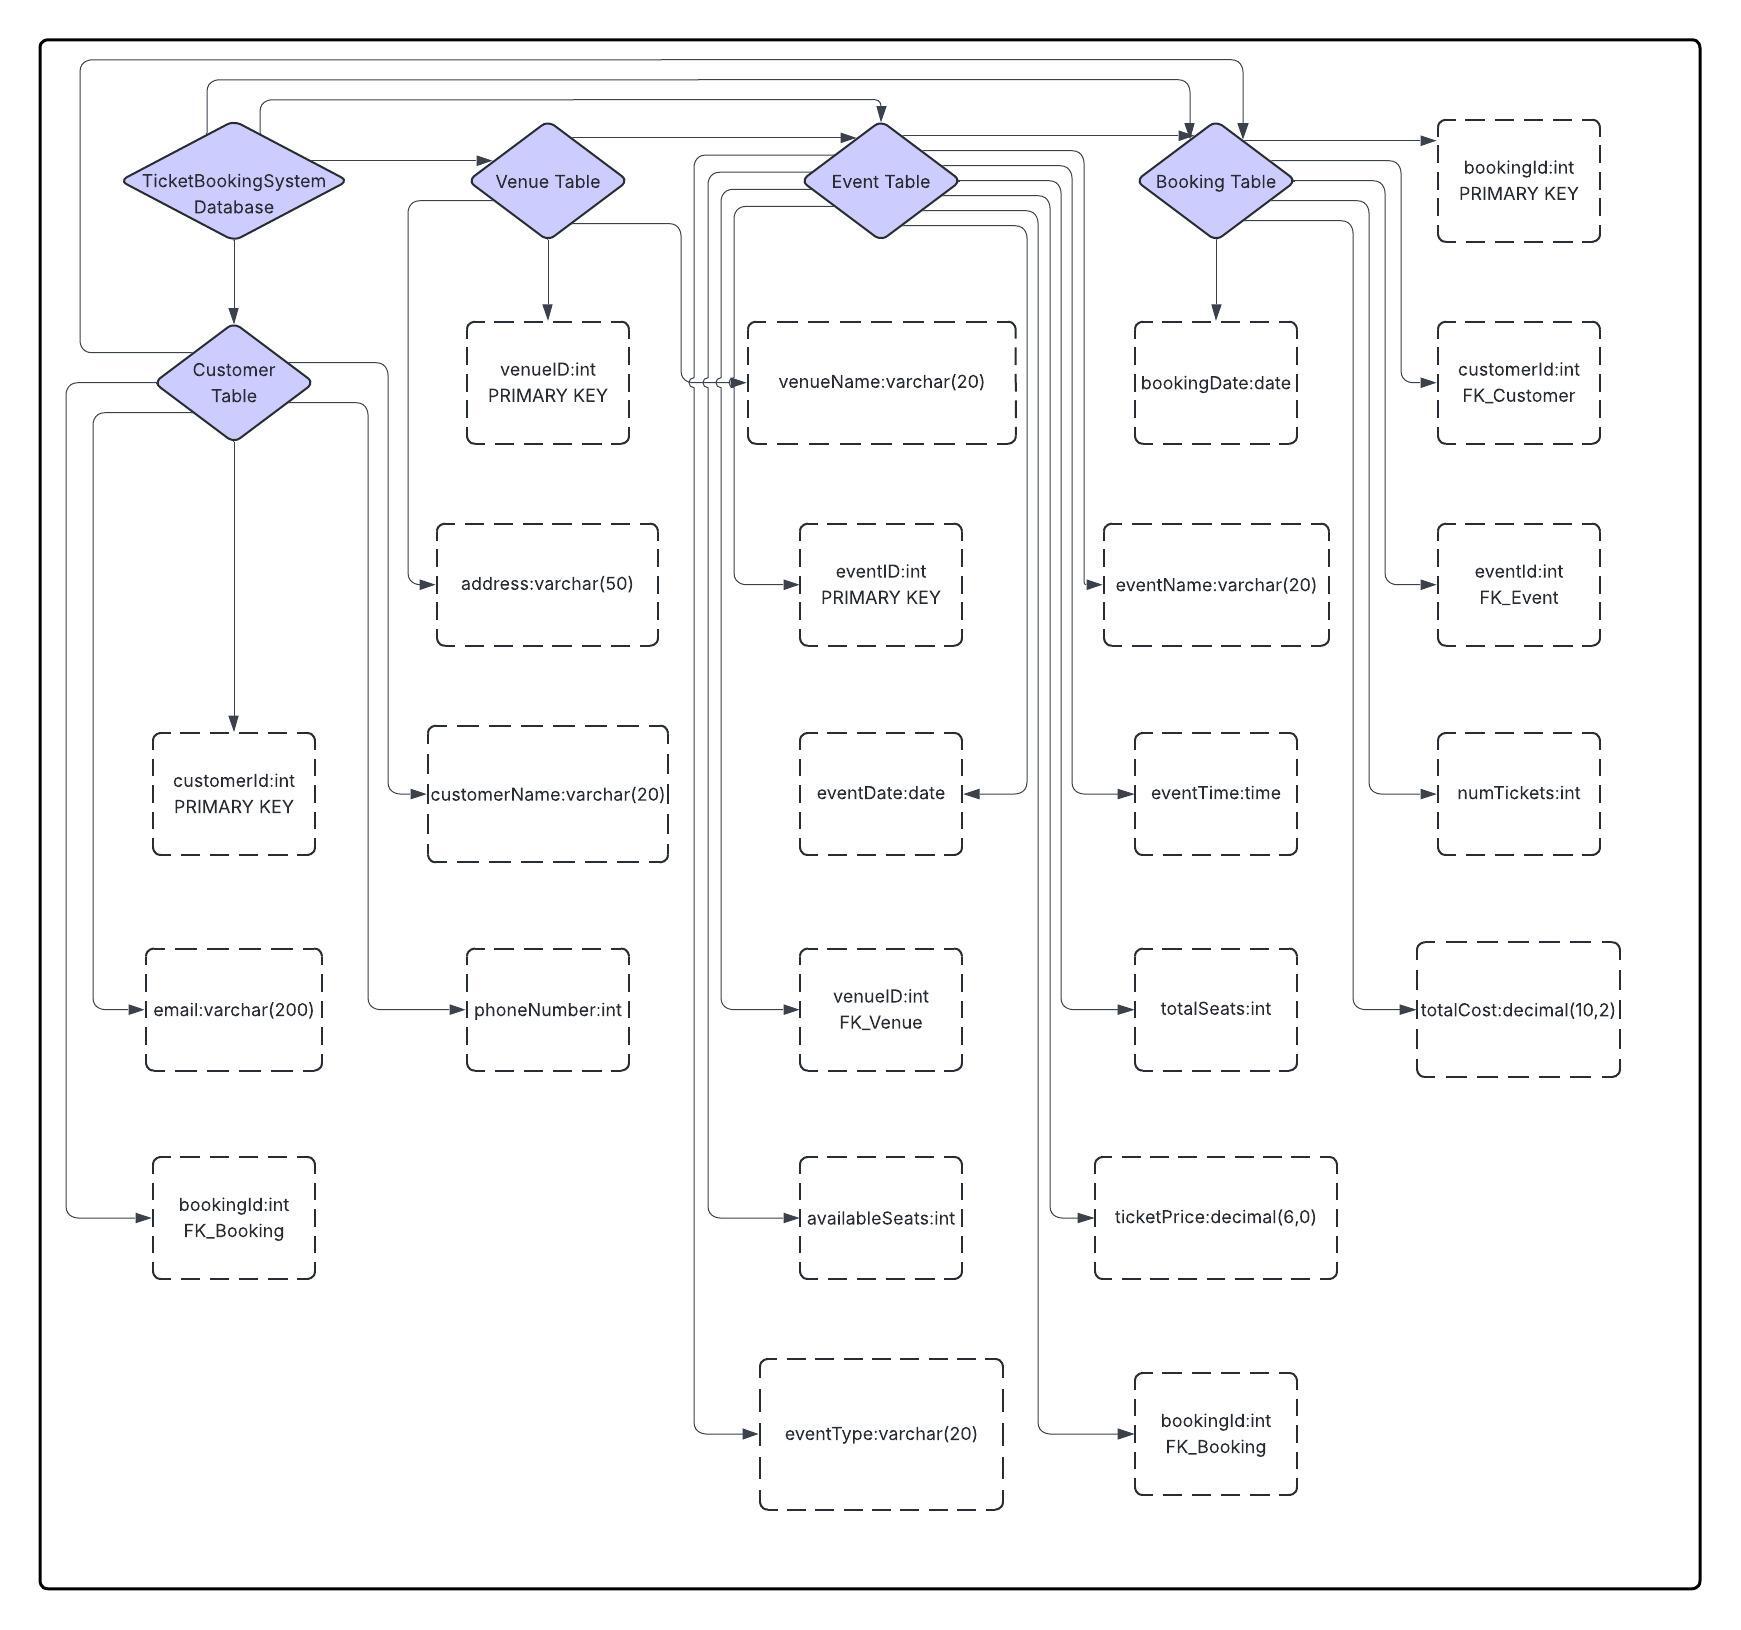 TicketBookingSystem
Database
Venue Table
Event Table
Booking Table
bookingId:int
PRIMARY KEY
Customer
Table
venueID:int
PRIMARY KEY
venueName:varchar(20)
bookingDate:date
customerId:int
FK_Customer
address:varchar(50)
eventID:int
PRIMARY KEY
eventName:varchar(20)
eventId:int
FK_Event
customerId:int
PRIMARY KEY
customerName:varchar(20)
eventDate:date
eventTime:time
numTickets:int
email:varchar(200)
phoneNumber:int
venueID:int
FK_Venue
totalSeats:int
totalCost:decimal(10,2)
bookingId:int
FK_Booking
availableSeats:int
ticketPrice:decimal(6,0)
eventType:varchar(20)
bookingId:int
FK_Booking